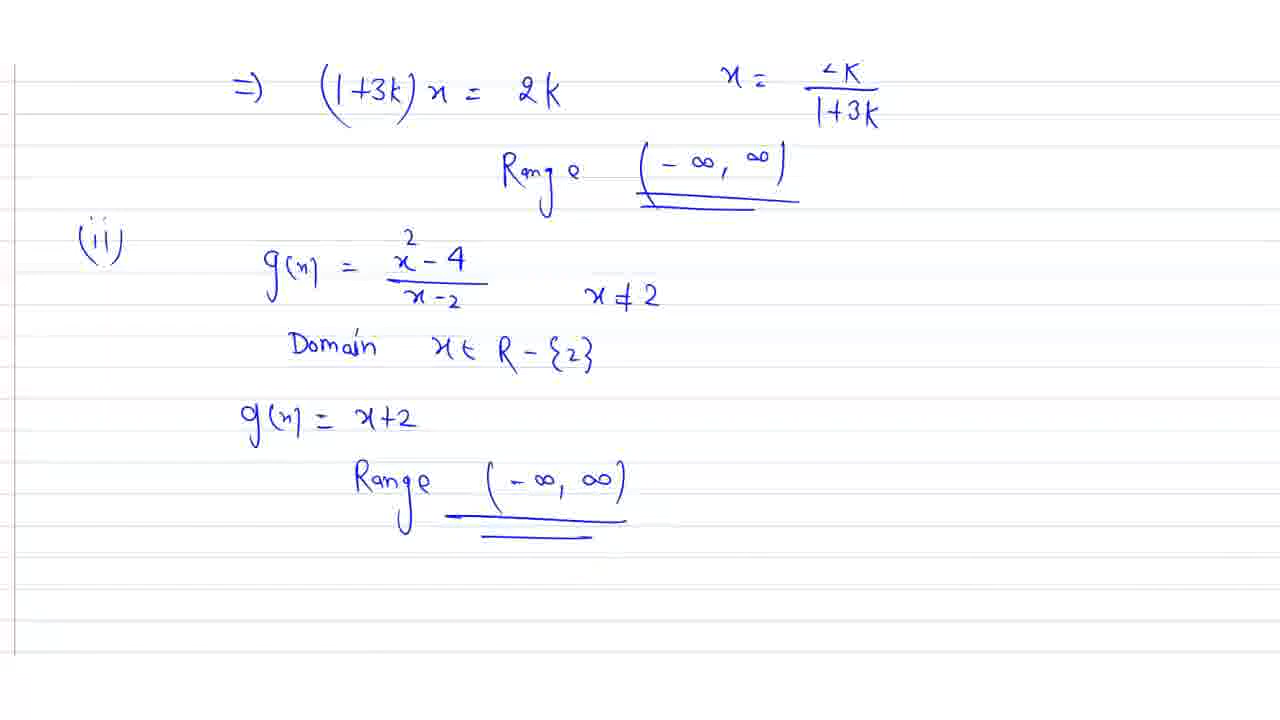 ⇒ (1+3k) x = 2k x = 2k/1+3k
Range (-∞, ∞)
(ii) g(x) = x²-4/x-2 x≠2
Domain x∈ R-{2}
g(x) = x+2
Range (-∞, ∞)